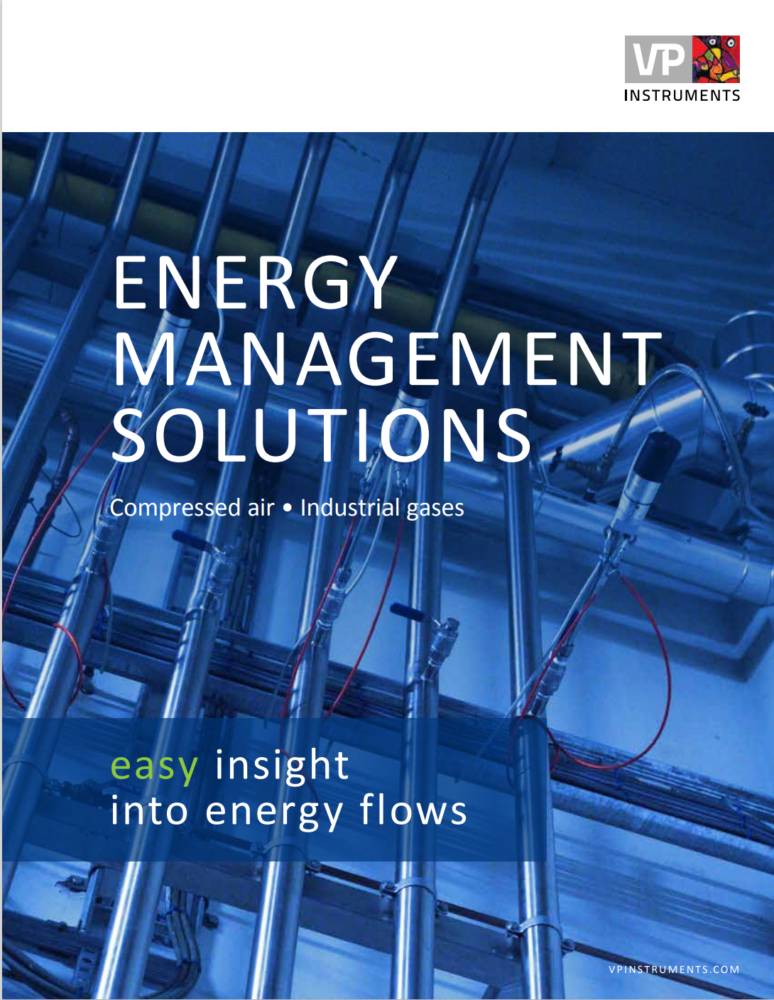 VP
INSTRUMENTS
ENERGY
MANAGEMENT
SOLUTIONS
Compressed air • Industrial gases
easy insight
into energy flows
VPINSTRUMENTS.COM